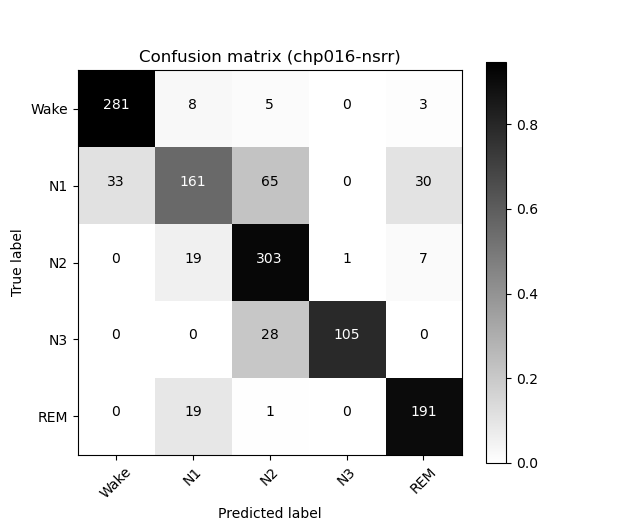 Confusion matrix (chp016-nsrr)
Wake 281 8 5 0 3
N1 33 161 65 0 30
N2 0 19 303 1 7
N3 0 0 28 105 0
REM 0 19 1 0 191
Wake N1 N2 N3 REM
True label
Predicted label
0.8
0.6
0.4
0.2
0.0